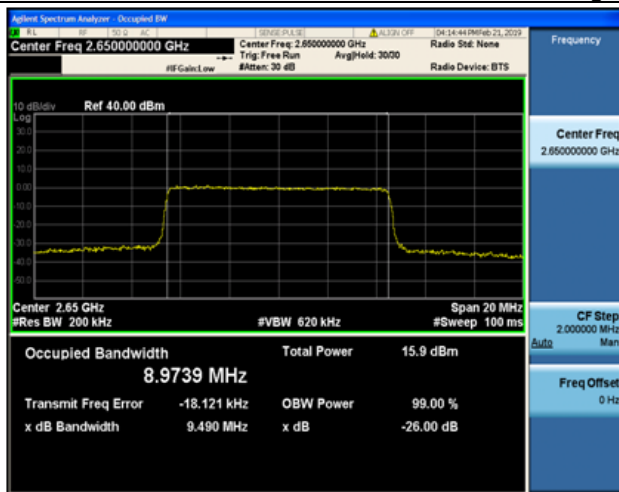 Agilent Spectrum Analyzer - Occupied BW
RL RF 50 Ω AC SENSE:PULSE ALIGN OFF 04:14:44 PM Feb 21, 2019
Center Freq 2.650000000 GHz Center Freq: 2.650000000 GHz Radio Std: None
Trig: Free Run Avg|Hold: 30/30
#IFGain:Low #Atten: 30 dB Radio Device: BTS
10 dB/div Ref 40.00 dBm
Log
30.0
20.0
10.0
0.00
-10.0
-20.0
-30.0
-40.0
-50.0
Center 2.65 GHz Span 20 MHz
#Res BW 200 kHz #VBW 620 kHz #Sweep 100 ms
Occupied Bandwidth Total Power 15.9 dBm
8.9739 MHz
Transmit Freq Error -18.121 kHz OBW Power 99.00 %
x dB Bandwidth 9.490 MHz x dB -26.00 dB
Frequency
Center Freq
2.650000000 GHz
CF Step
2.000000 MHz
Auto Man
Freq Offset
0 Hz